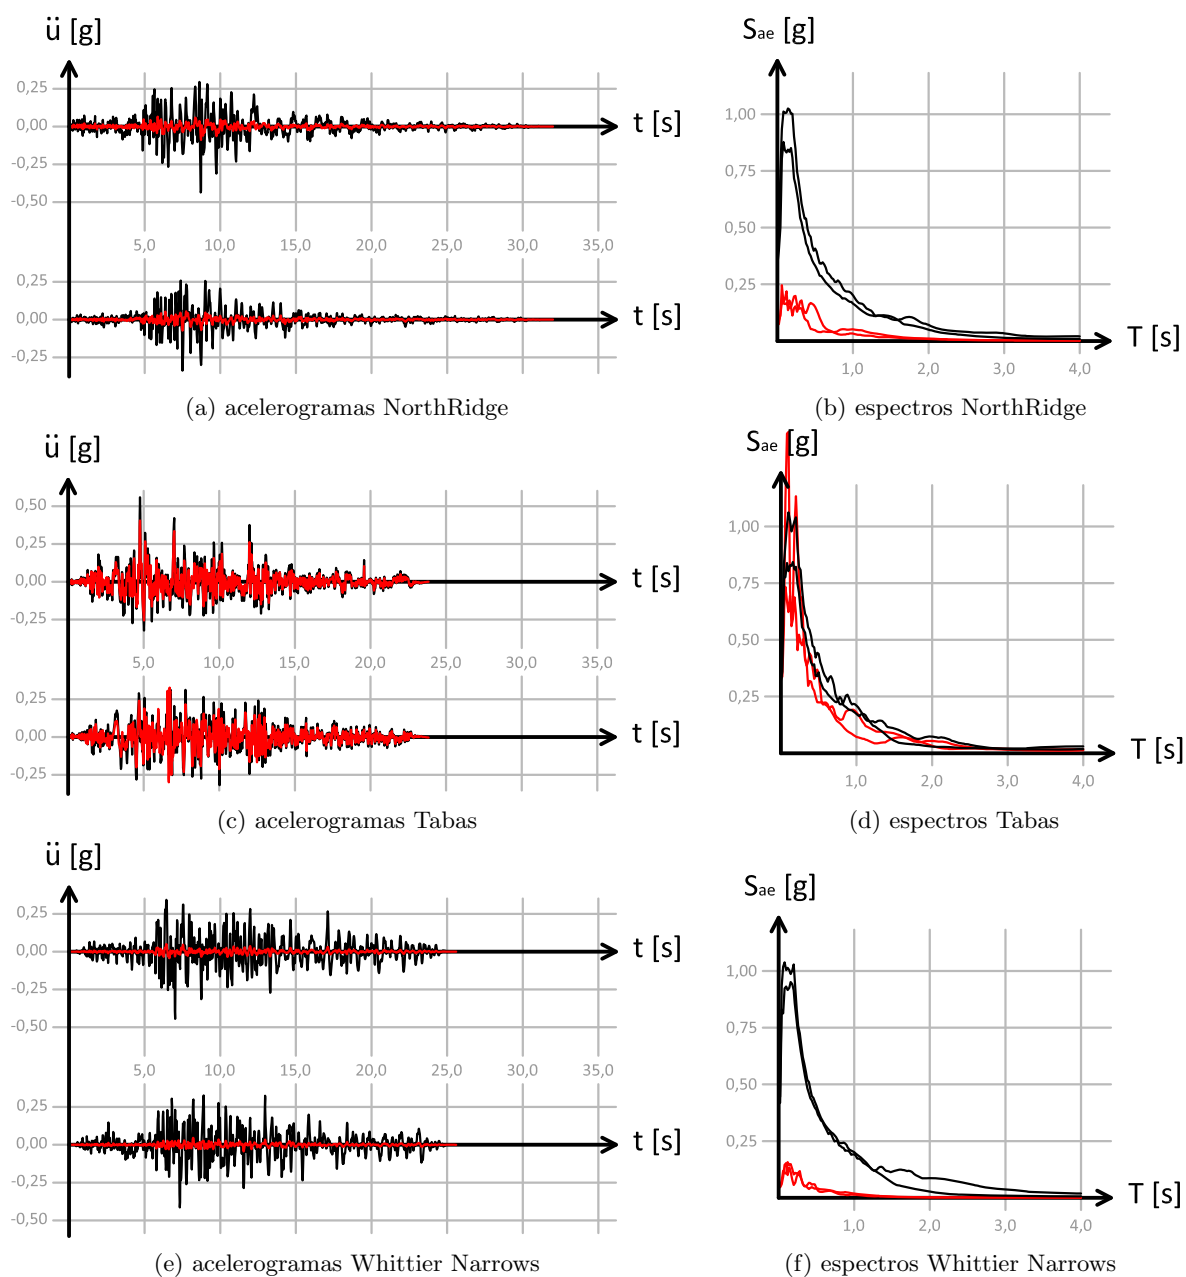 ü [g]
0,25
0,00
-0,25
-0,50
t [s]
5,0 10,0 15,0 20,0 25,0 30,0 35,0
0,25
0,00
-0,25
t [s]
(a) acelerogramas NorthRidge
Sae [g]
1,00
0,75
0,50
0,25
T [s]
1,0 2,0 3,0 4,0
(b) espectros NorthRidge
ü [g]
0,50
0,25
0,00
-0,25
t [s]
5,0 10,0 15,0 20,0 25,0 30,0 35,0
0,25
0,00
-0,25
t [s]
(c) acelerogramas Tabas
Sae [g]
1,00
0,75
0,50
0,25
T [s]
1,0 2,0 3,0 4,0
(d) espectros Tabas
ü [g]
0,25
0,00
-0,25
-0,50
t [s]
5,0 10,0 15,0 20,0 25,0 30,0 35,0
0,25
0,00
-0,25
-0,50
t [s]
(e) acelerogramas Whittier Narrows
Sae [g]
1,00
0,75
0,50
0,25
T [s]
1,0 2,0 3,0 4,0
(f) espectros Whittier Narrows